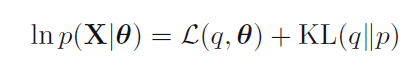 ln p(X|θ) = ℒ(q, θ) + KL(q‖p)